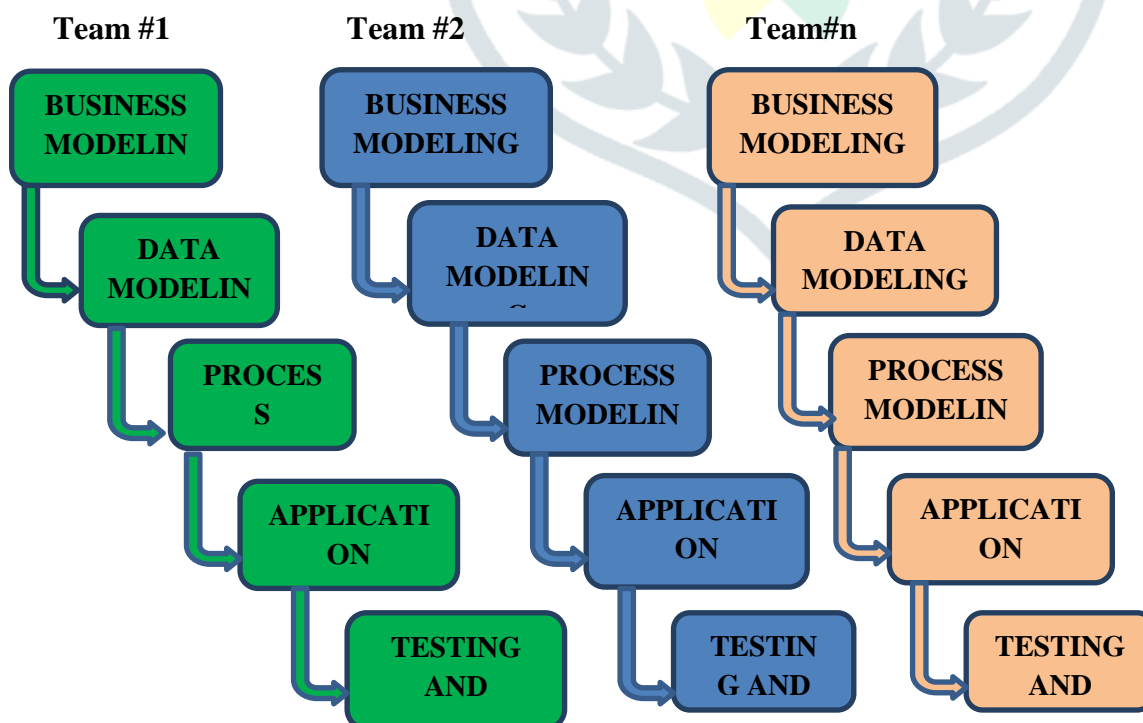 Team #1
Team #2
Team#n
BUSINESS
MODELIN
BUSINESS
MODELING
BUSINESS
MODELING
DATA
MODELIN
DATA
MODELIN
DATA
MODELING
PROCES
S
PROCESS
MODELIN
PROCESS
MODELIN
APPLICATI
ON
APPLICATI
ON
APPLICATI
ON
TESTING
AND
TESTIN
G AND
TESTING
AND